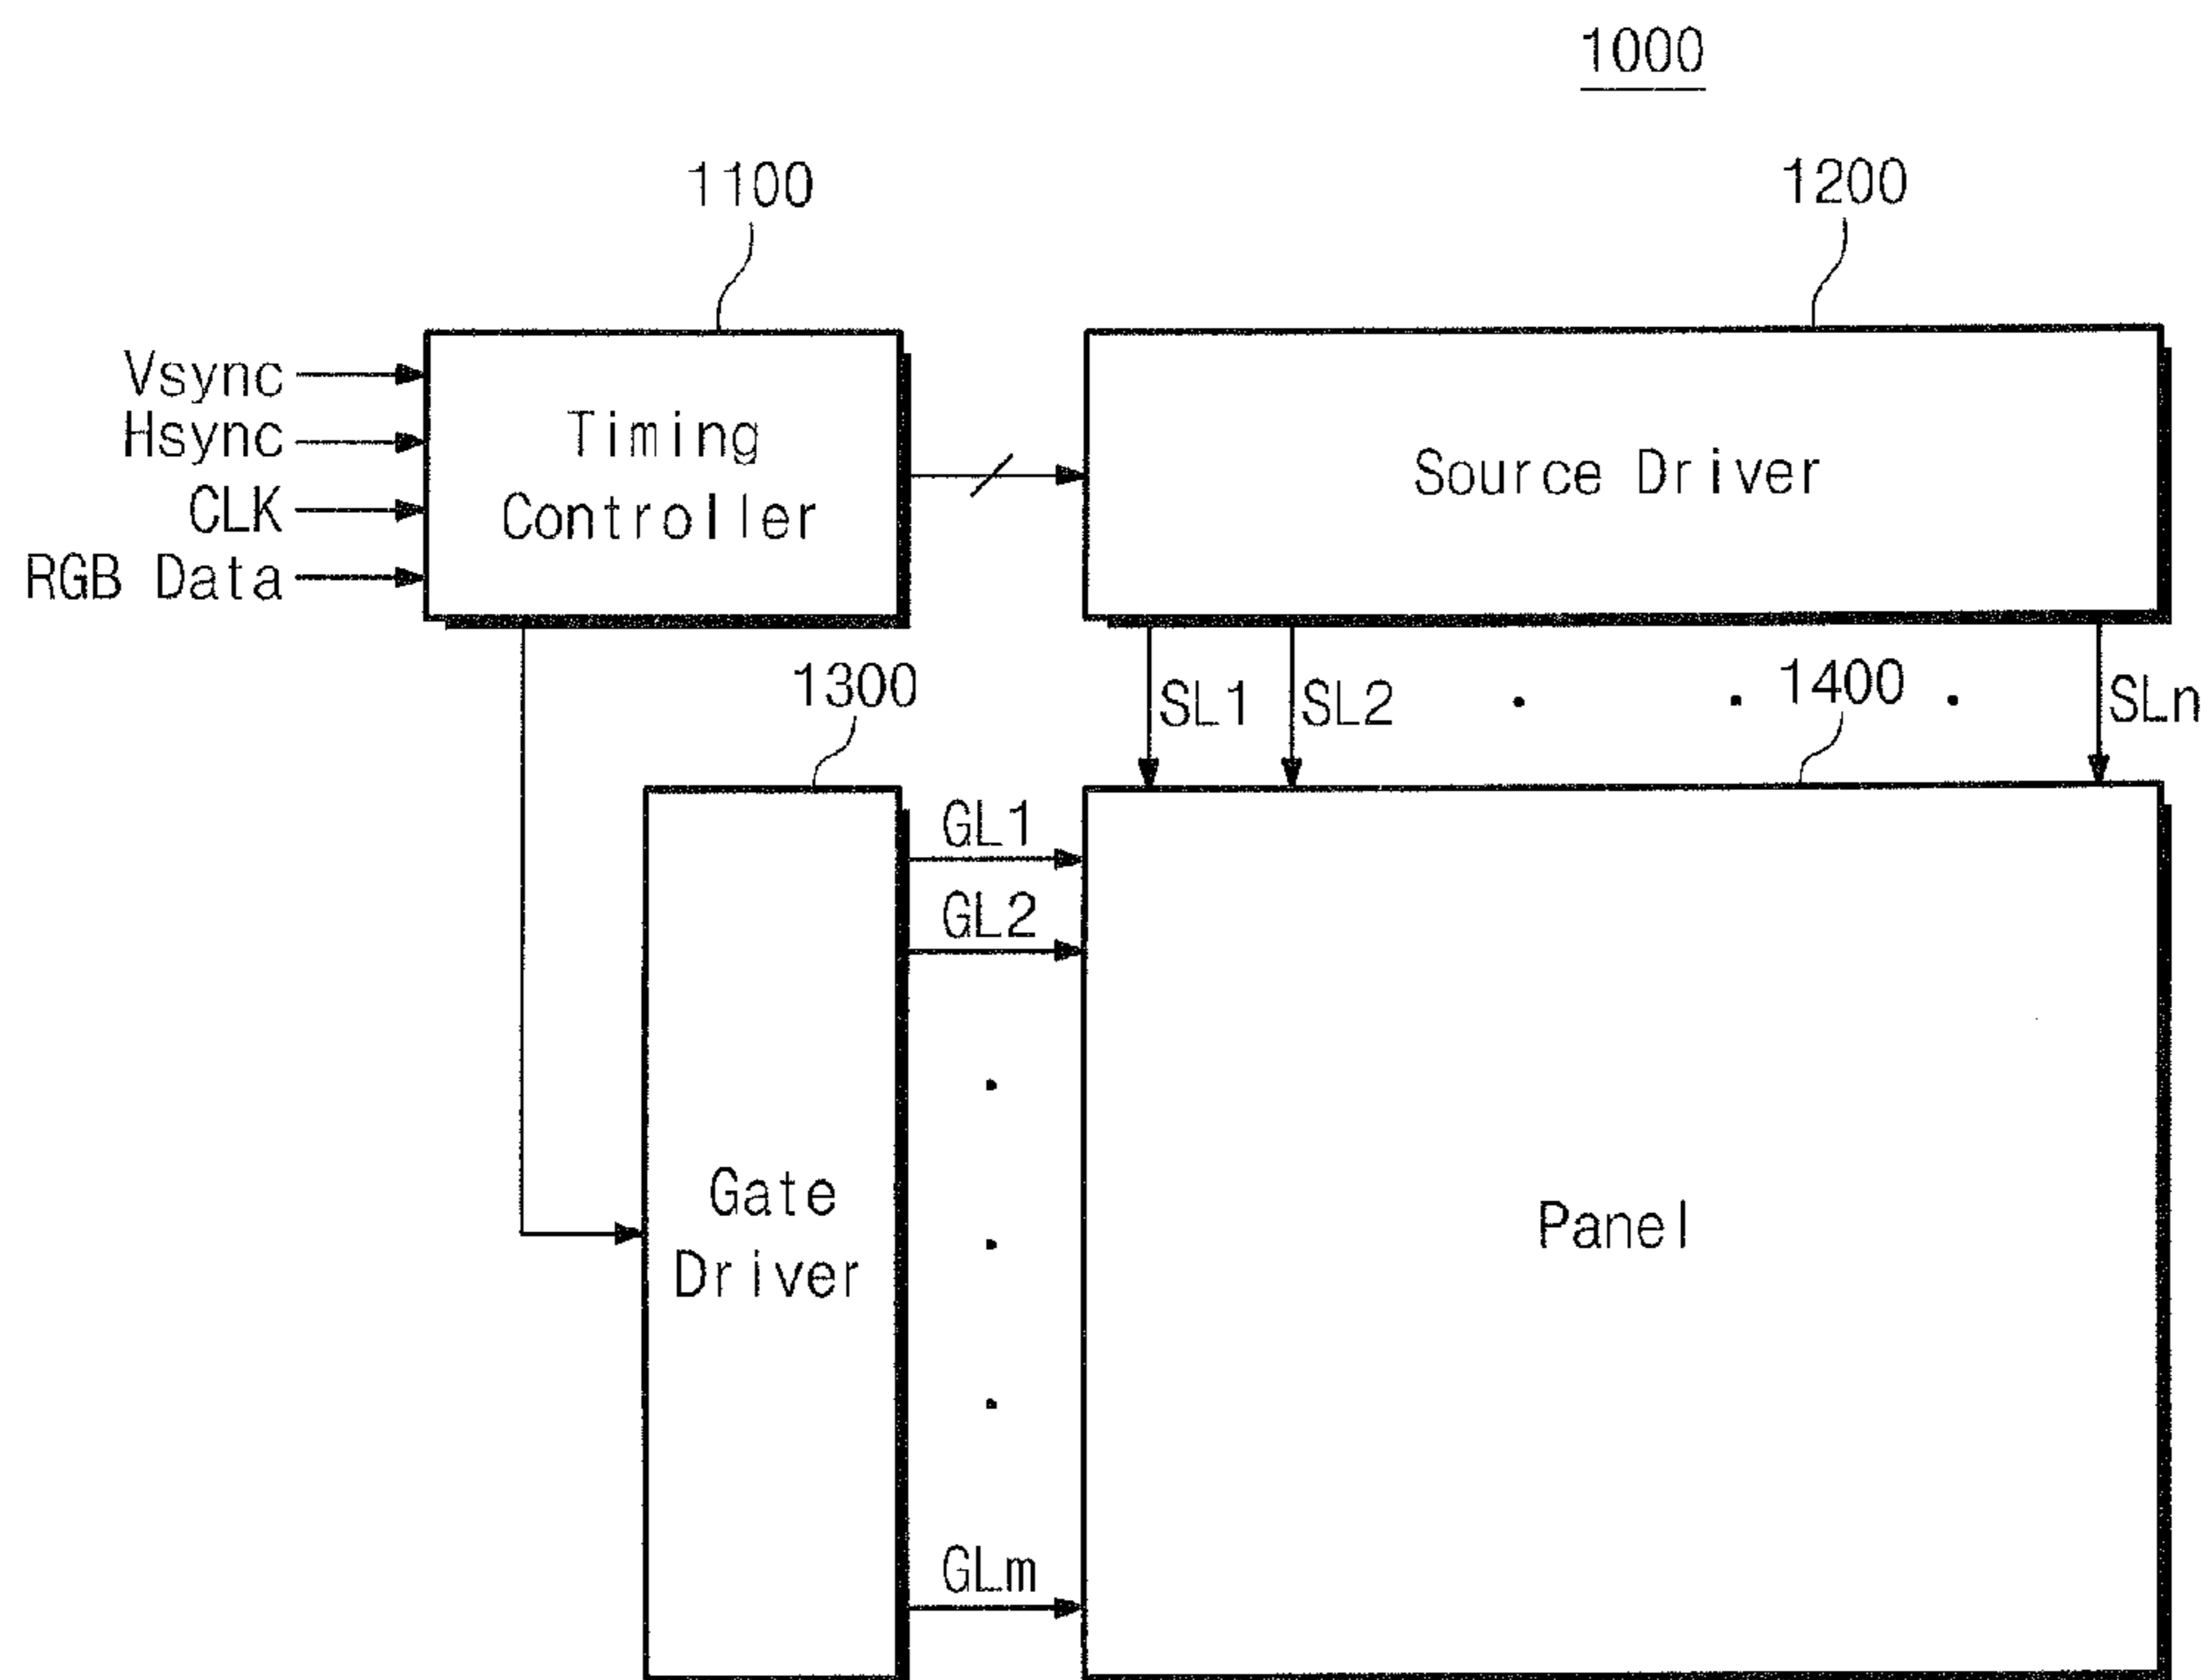 1000
1100
1200
Vsync
Hsync
CLK
RGB Data
Timing
Controller
Source Driver
1300
SL1
SL2
1400
SLn
GL1
GL2
Gate
Driver
Panel
GLm